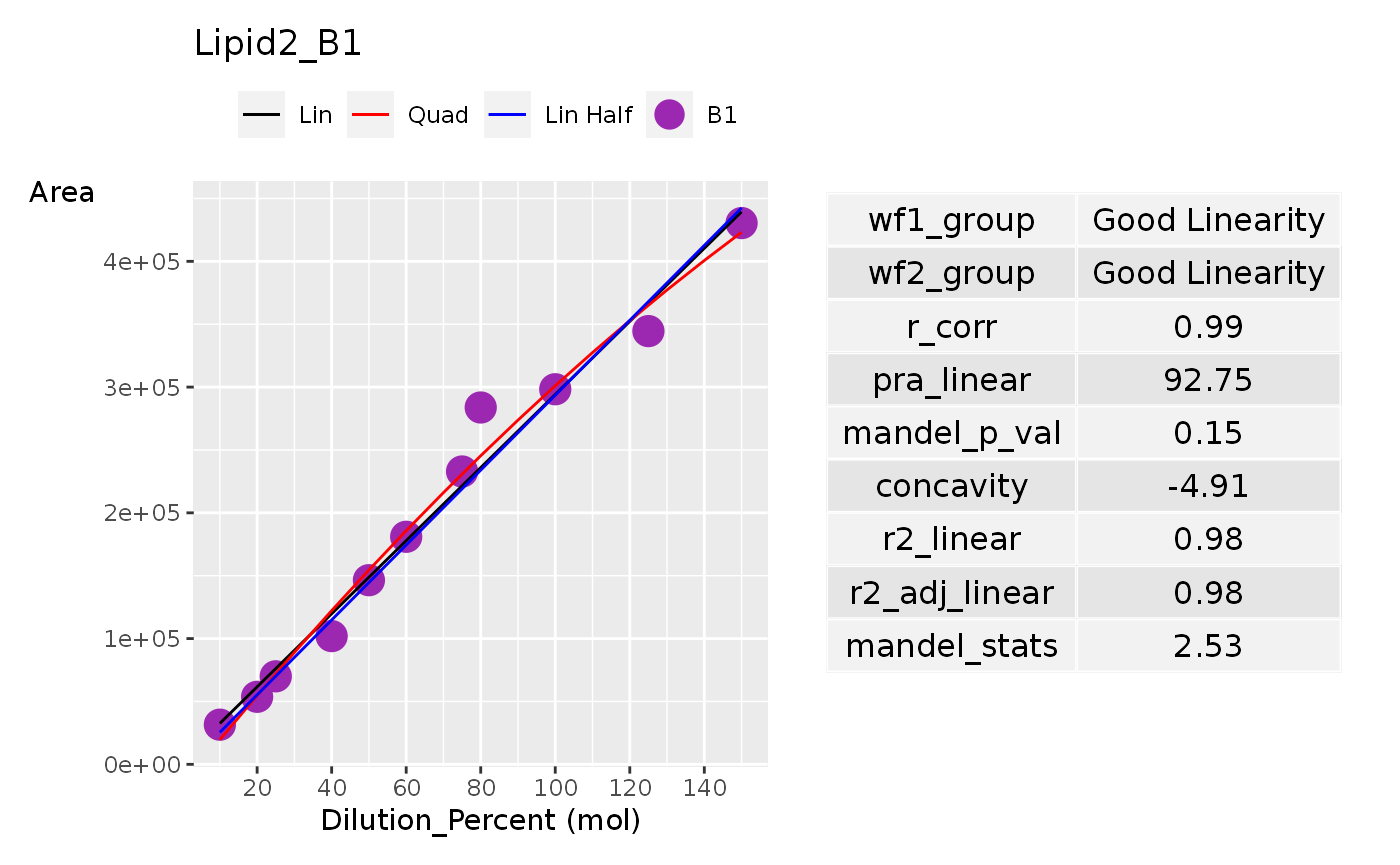 Lipid2_B1
Lin Quad Lin Half B1
Area
4e+05
3e+05
2e+05
1e+05
0e+00
20 40 60 80 100 120 140
Dilution_Percent (mol)
wf1_group Good Linearity
wf2_group Good Linearity
r_corr 0.99
pra_linear 92.75
mandel_p_val 0.15
concavity -4.91
r2_linear 0.98
r2_adj_linear 0.98
mandel_stats 2.53